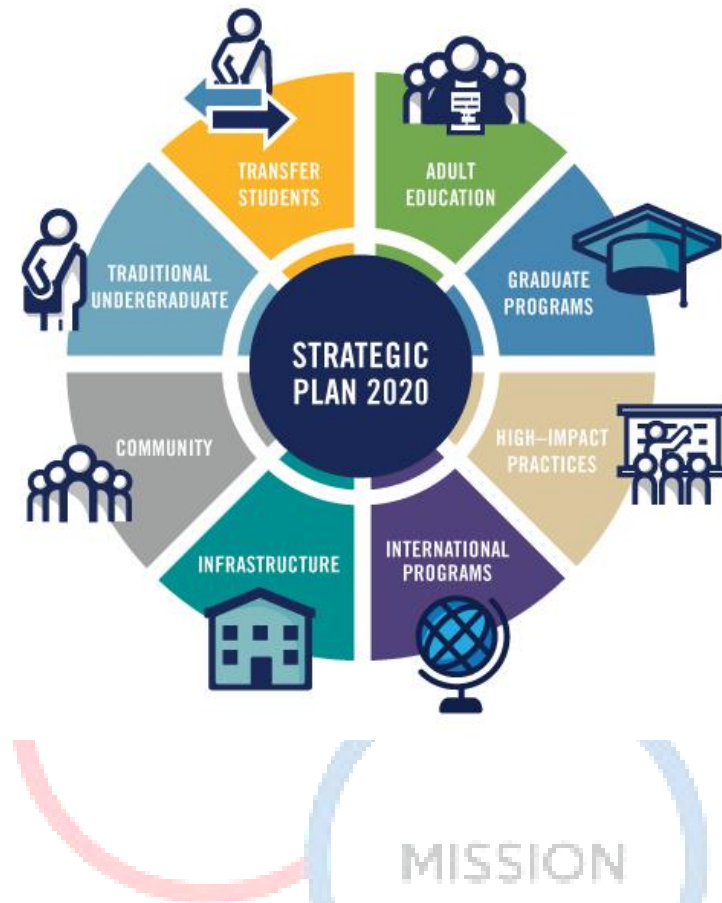 TRANSFER
STUDENTS
ADULT
EDUCATION
TRADITIONAL
UNDERGRADUATE
GRADUATE
PROGRAMS
STRATEGIC
PLAN 2020
COMMUNITY
HIGH–IMPACT
PRACTICES
INFRASTRUCTURE
INTERNATIONAL
PROGRAMS
MISSION